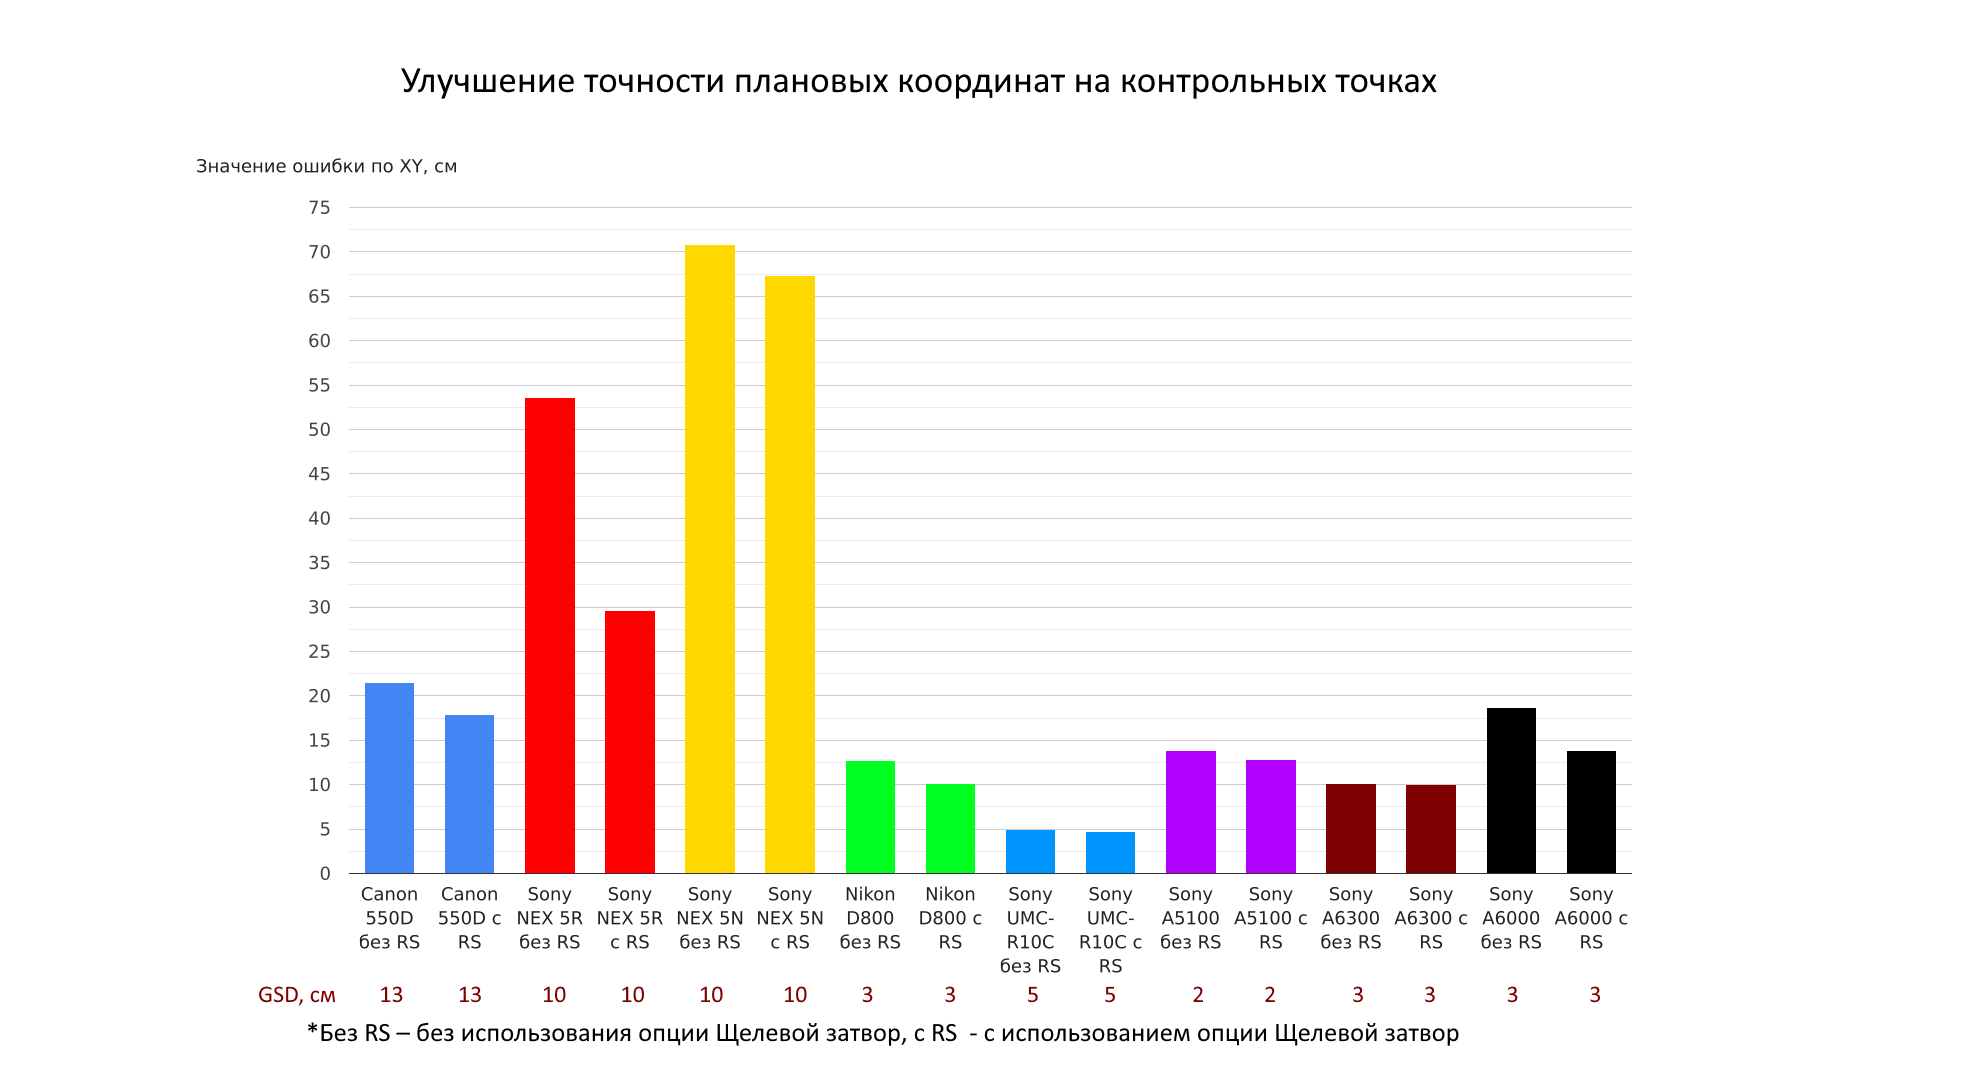 Улучшение точности плановых координат на контрольных точках
Значение ошибки по XY, см
75
70
65
60
55
50
45
40
35
30
25
20
15
10
5
0
Canon 550D без RS
Canon 550D с RS
Sony NEX 5R без RS
Sony NEX 5R с RS
Sony NEX 5N без RS
Sony NEX 5N с RS
Nikon D800 без RS
Nikon D800 с RS
Sony UMC-R10C без RS
Sony UMC-R10C с RS
Sony A5100 без RS
Sony A5100 с RS
Sony A6300 без RS
Sony A6300 с RS
Sony A6000 без RS
Sony A6000 с RS
GSD, см 13 13 10 10 10 10 3 3 5 5 2 2 3 3 3 3
*Без RS – без использования опции Щелевой затвор, с RS - с использованием опции Щелевой затвор